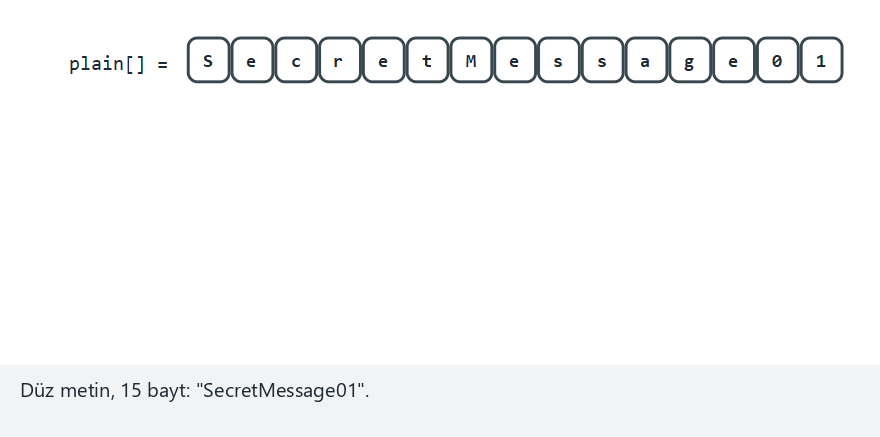 plain[] = S e c r e t M e s s a g e 0 1
Düz metin, 15 bayt: "SecretMessage01".